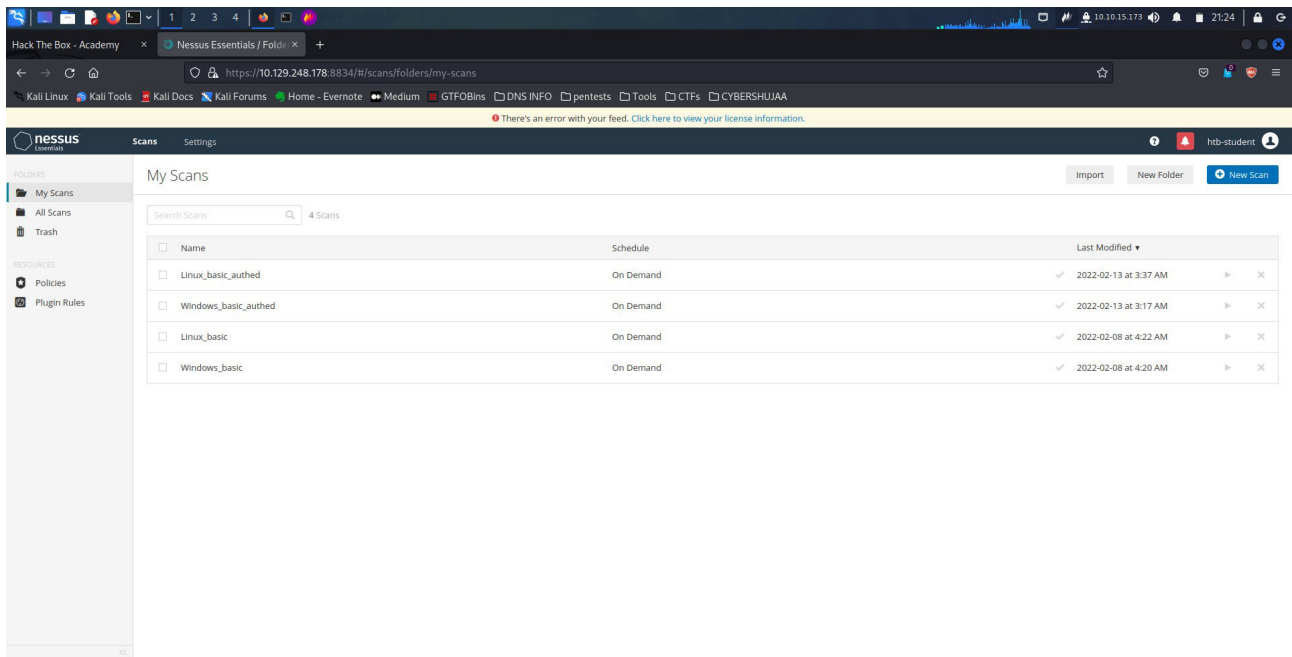 1 2 3 4 10.10.15.173 21:24
Hack The Box - Academy Nessus Essentials / Folde
https://10.129.248.178:8834/#/scans/folders/my-scans
Kali Linux Kali Tools Kali Docs Kali Forums Home - Evernote Medium GTFOBins DNS INFO pentests Tools CTFs CYBERSHUJAA
There's an error with your feed. Click here to view your license information.
nessus Essentials Scans Settings htb-student
FOLDERS
My Scans
All Scans
Trash
RESOURCES
Policies
Plugin Rules
My Scans Import New Folder New Scan
Search Scans 4 Scans
Name Schedule Last Modified
Linux_basic_authed On Demand 2022-02-13 at 3:37 AM
Windows_basic_authed On Demand 2022-02-13 at 3:17 AM
Linux_basic On Demand 2022-02-08 at 4:22 AM
Windows_basic On Demand 2022-02-08 at 4:20 AM